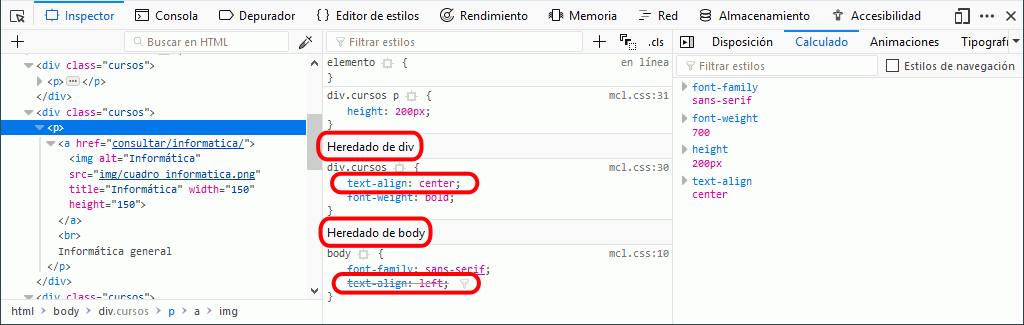 Inspector Consola Depurador {} Editor de estilos Rendimiento Memoria Red Almacenamiento Accesibilidad
+ Buscar en HTML
Filtrar estilos + .cls
Disposición Calculado Animaciones Tipografí
<div class="cursos">
<p> </p>
</div>
<div class="cursos">
<p>
<a href="consultar/informatica/">
<img alt="Informática"
src="img/cuadro_informatica.png"
title="Informática" width="150"
height="150">
</a>
<br>
Informática general
</p>
</div>
<div class="cursos">
html > body > div.cursos > p > a > img
elemento { en línea
}
div.cursos p { mcl.css:31
height: 200px;
}
Heredado de div
div.cursos { mcl.css:30
text-align: center;
font-weight: bold;
}
Heredado de body
body { mcl.css:10
font-family: sans-serif;
text-align: left;
}
Filtrar estilos Estilos de navegación
font-family
sans-serif
font-weight
700
height
200px
text-align
center